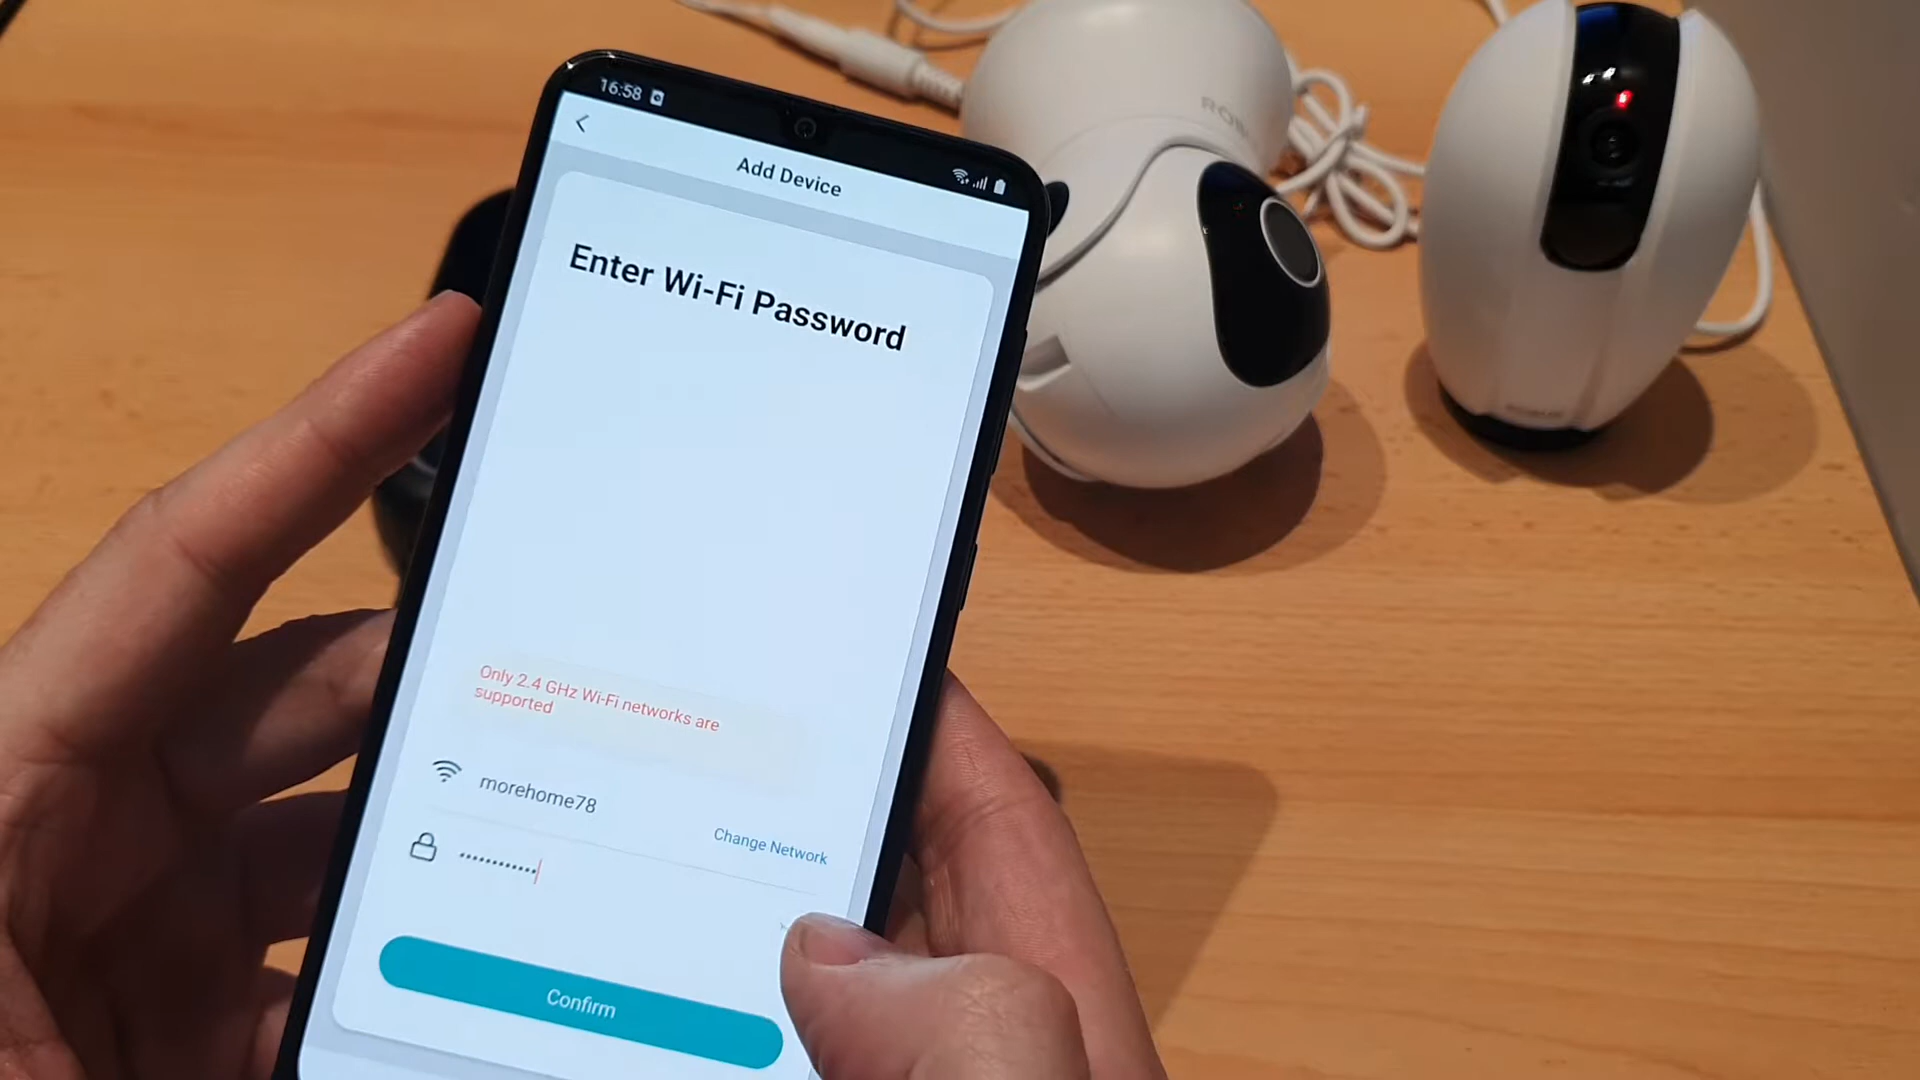 16:58
Add Device
Enter Wi-Fi Password
Only 2.4 GHz Wi-Fi networks are
supported
morehome78
Change Network
Confirm